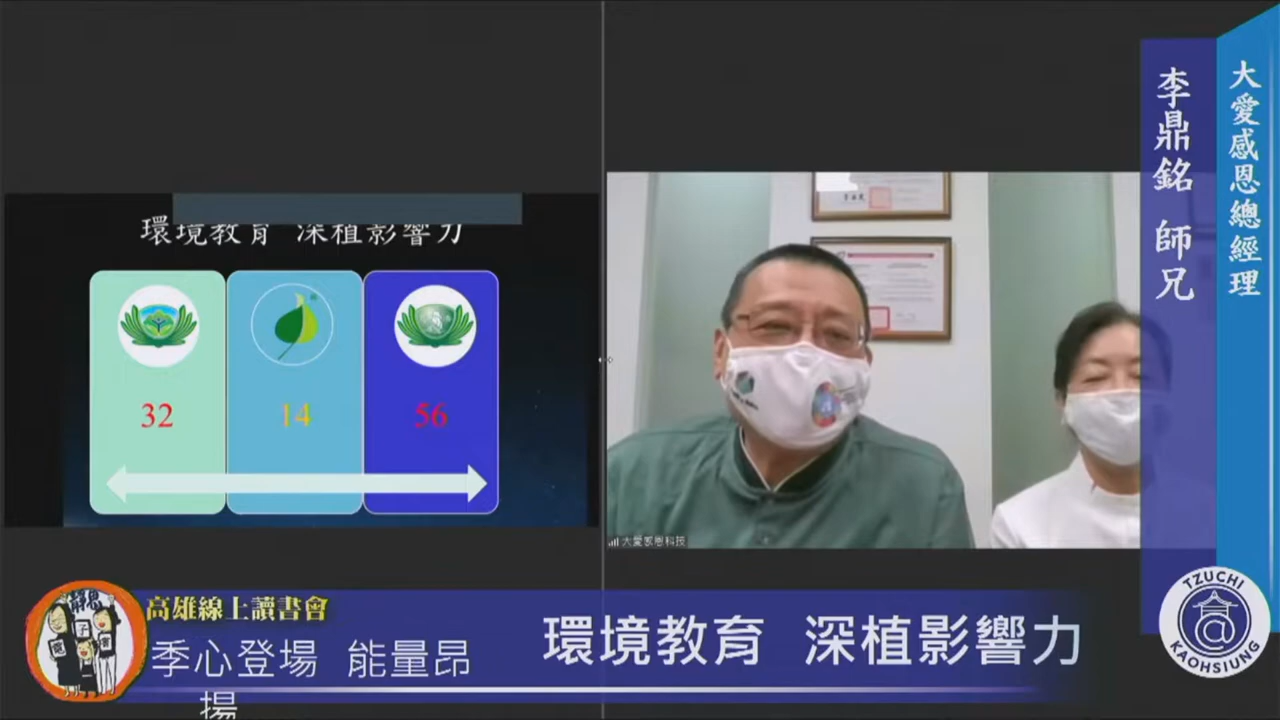 環境教育 深植影響力
32
14
56
大愛感恩科技
大愛感恩總經理
李鼎銘 師兄
靜思
高雄線上讀書會
季心登場 能量昂
揚
環境教育 深植影響力
TZUCHI
KAOHSIUNG